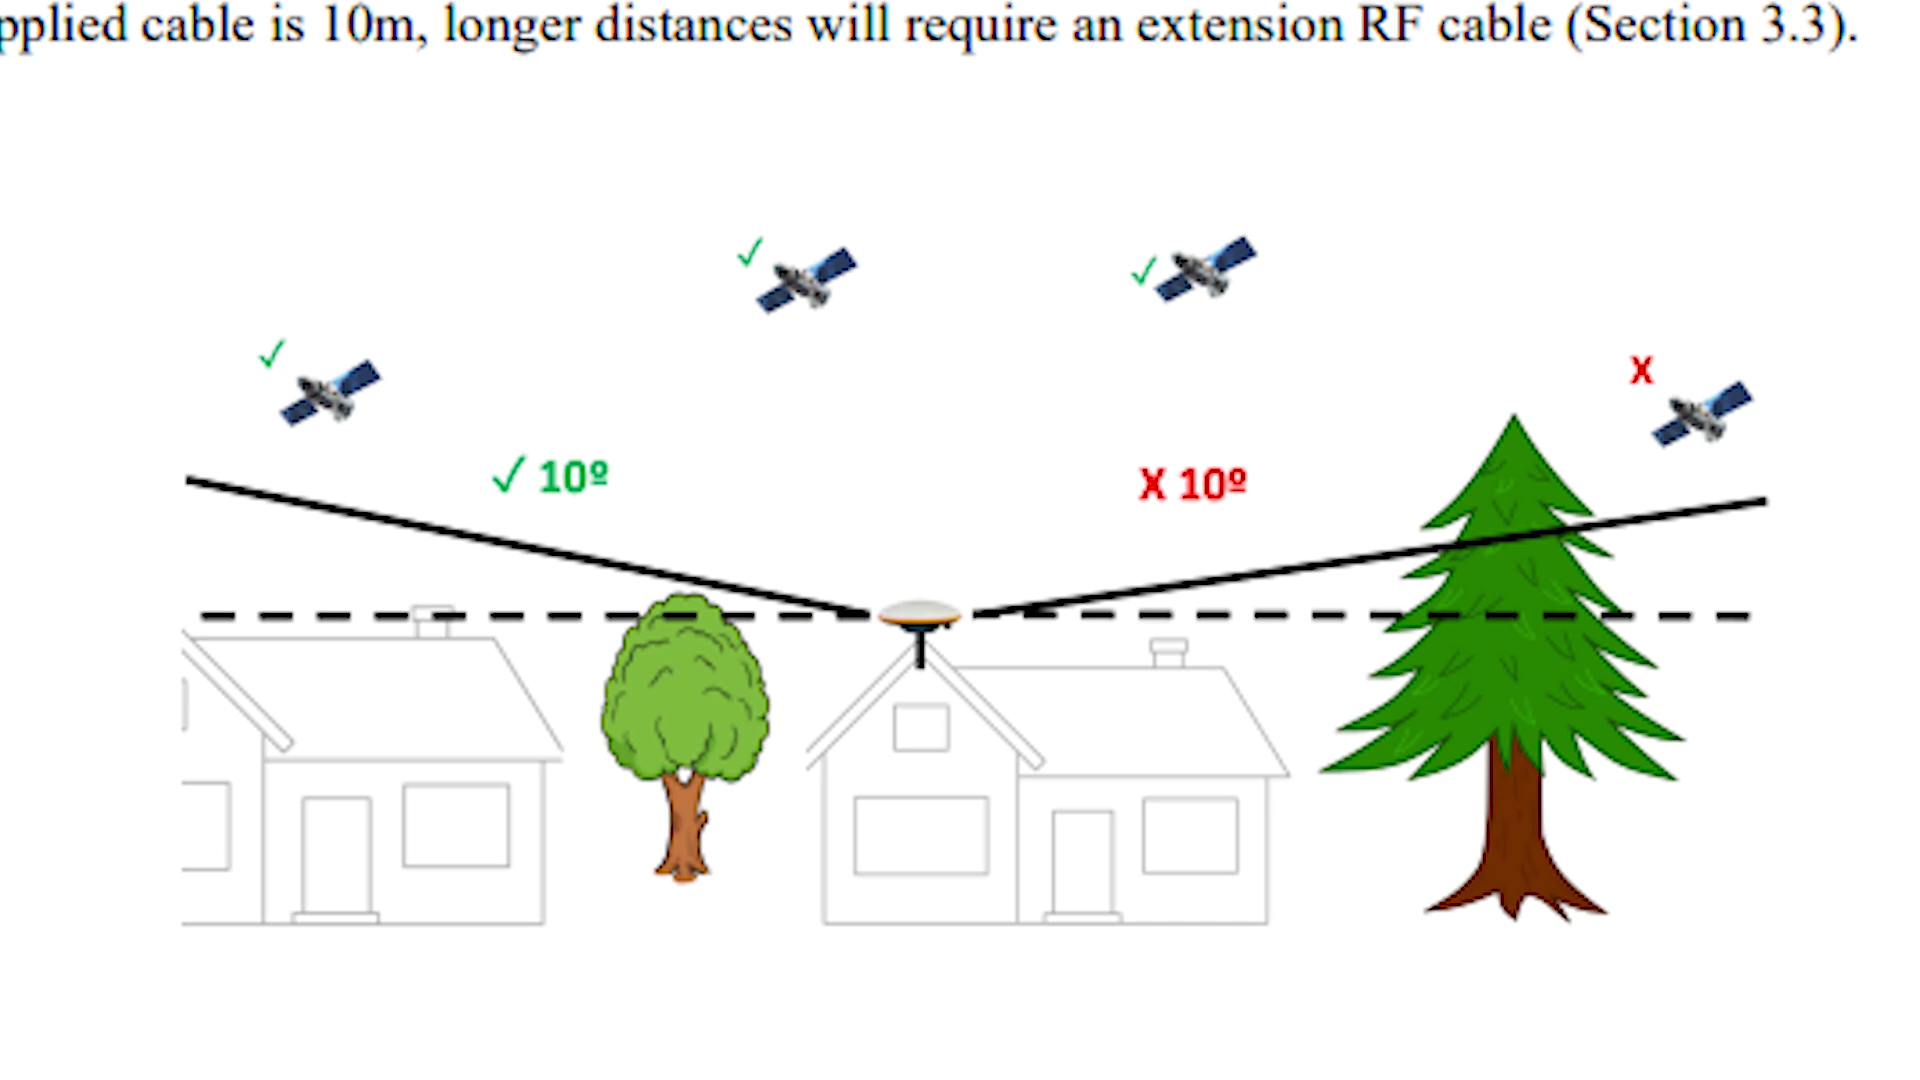 pplied cable is 10m, longer distances will require an extension RF cable (Section 3.3).
✓
✓
✓
X
✓ 10º
X 10º